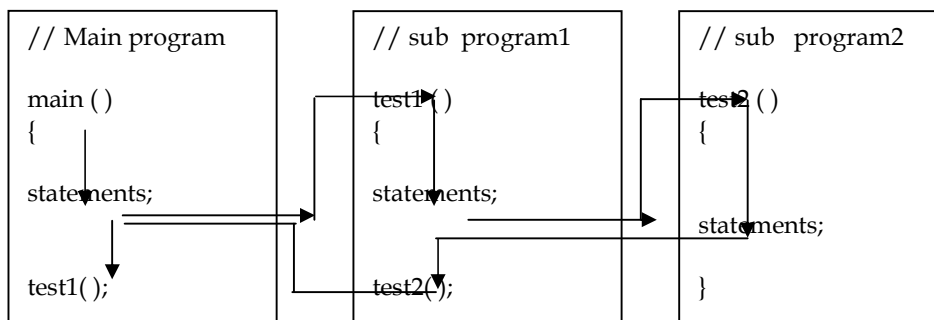 // Main program
main ( )
{
statements;
test1( );
// sub program1
test1 ( )
{
statements;
test2( );
// sub program2
test2 ( )
{
statements;
}